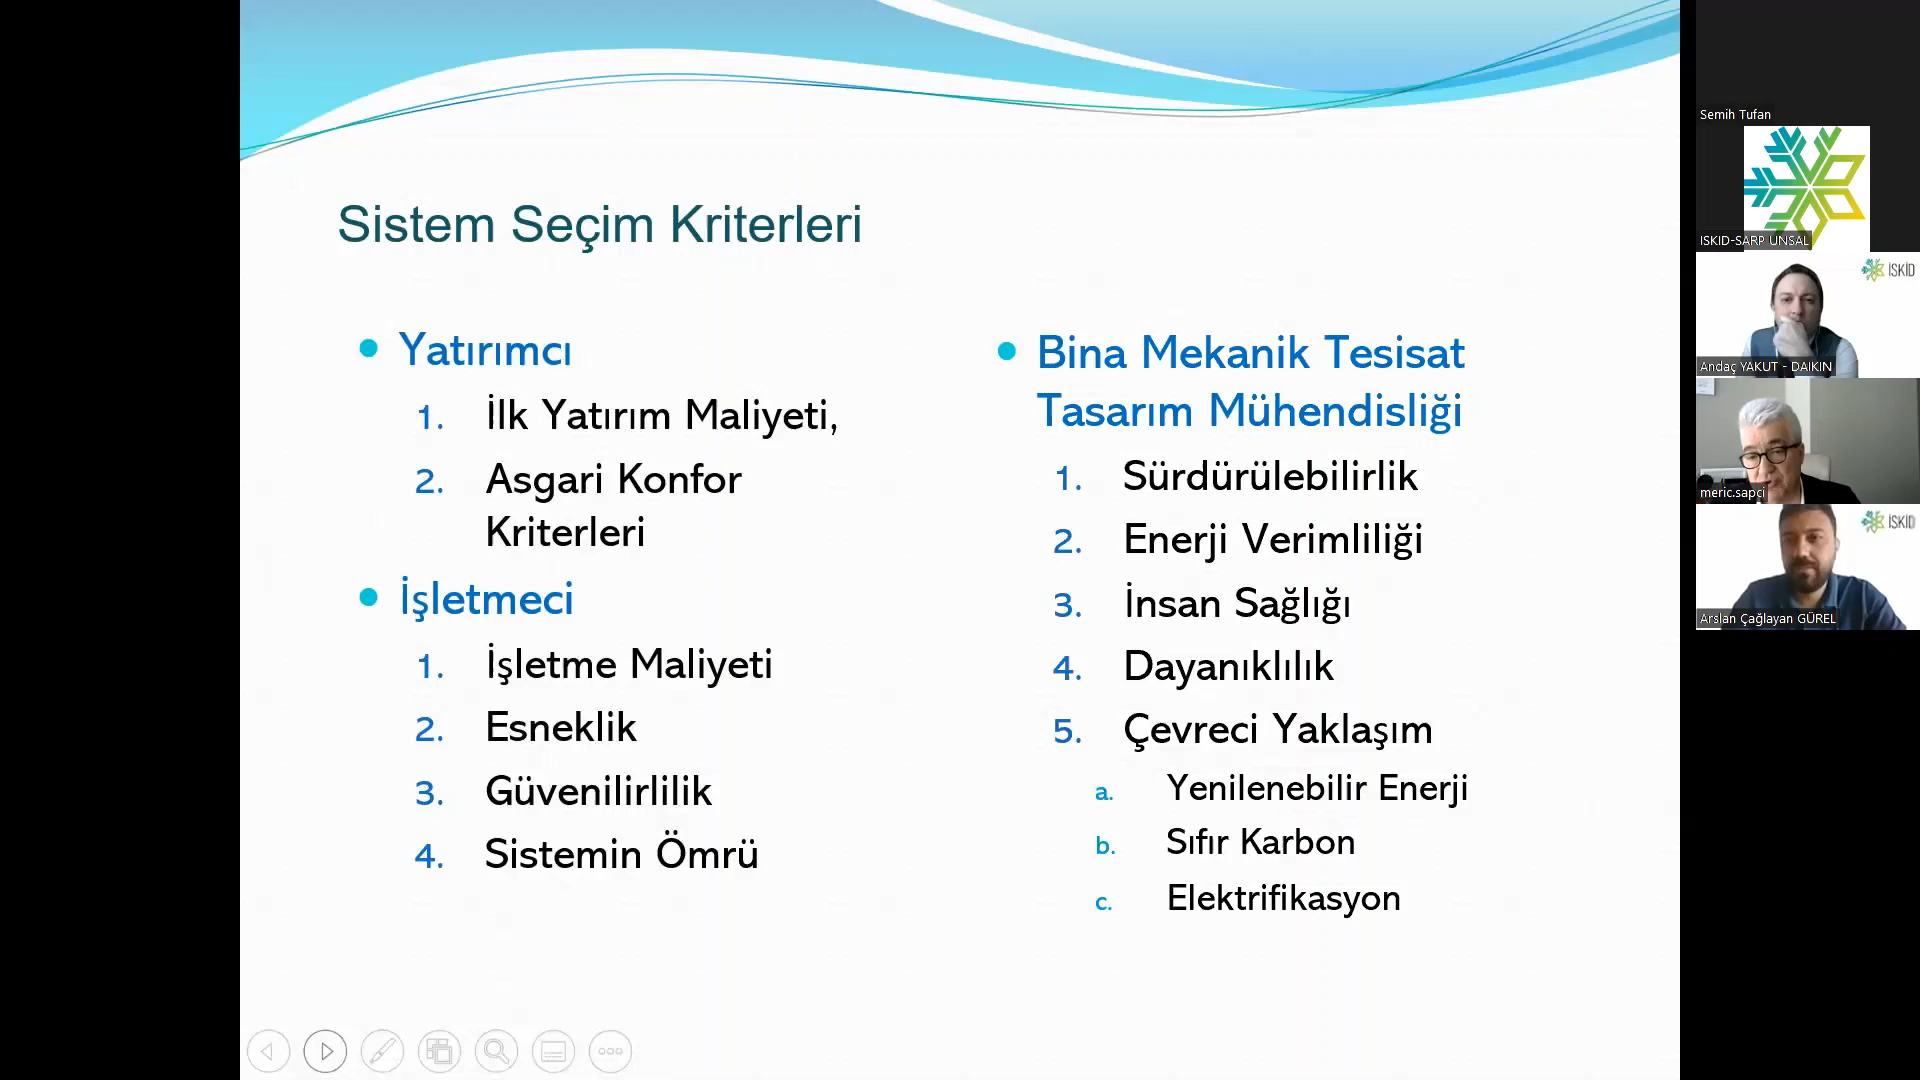 Sistem Seçim Kriterleri
• Yatırımcı
1. İlk Yatırım Maliyeti,
2. Asgari Konfor
Kriterleri
• İşletmeci
1. İşletme Maliyeti
2. Esneklik
3. Güvenilirlilik
4. Sistemin Ömrü
• Bina Mekanik Tesisat
Tasarım Mühendisliği
1. Sürdürülebilirlik
2. Enerji Verimliliği
3. İnsan Sağlığı
4. Dayanıklılık
5. Çevreci Yaklaşım
a. Yenilenebilir Enerji
b. Sıfır Karbon
c. Elektrifikasyon
Semih Tufan
ISKID-SARP ÜNSAL
İSKİD
Andaç YAKUT - DAIKIN
meric.sapci
İSKİD
Arslan Çağlayan GÜREL